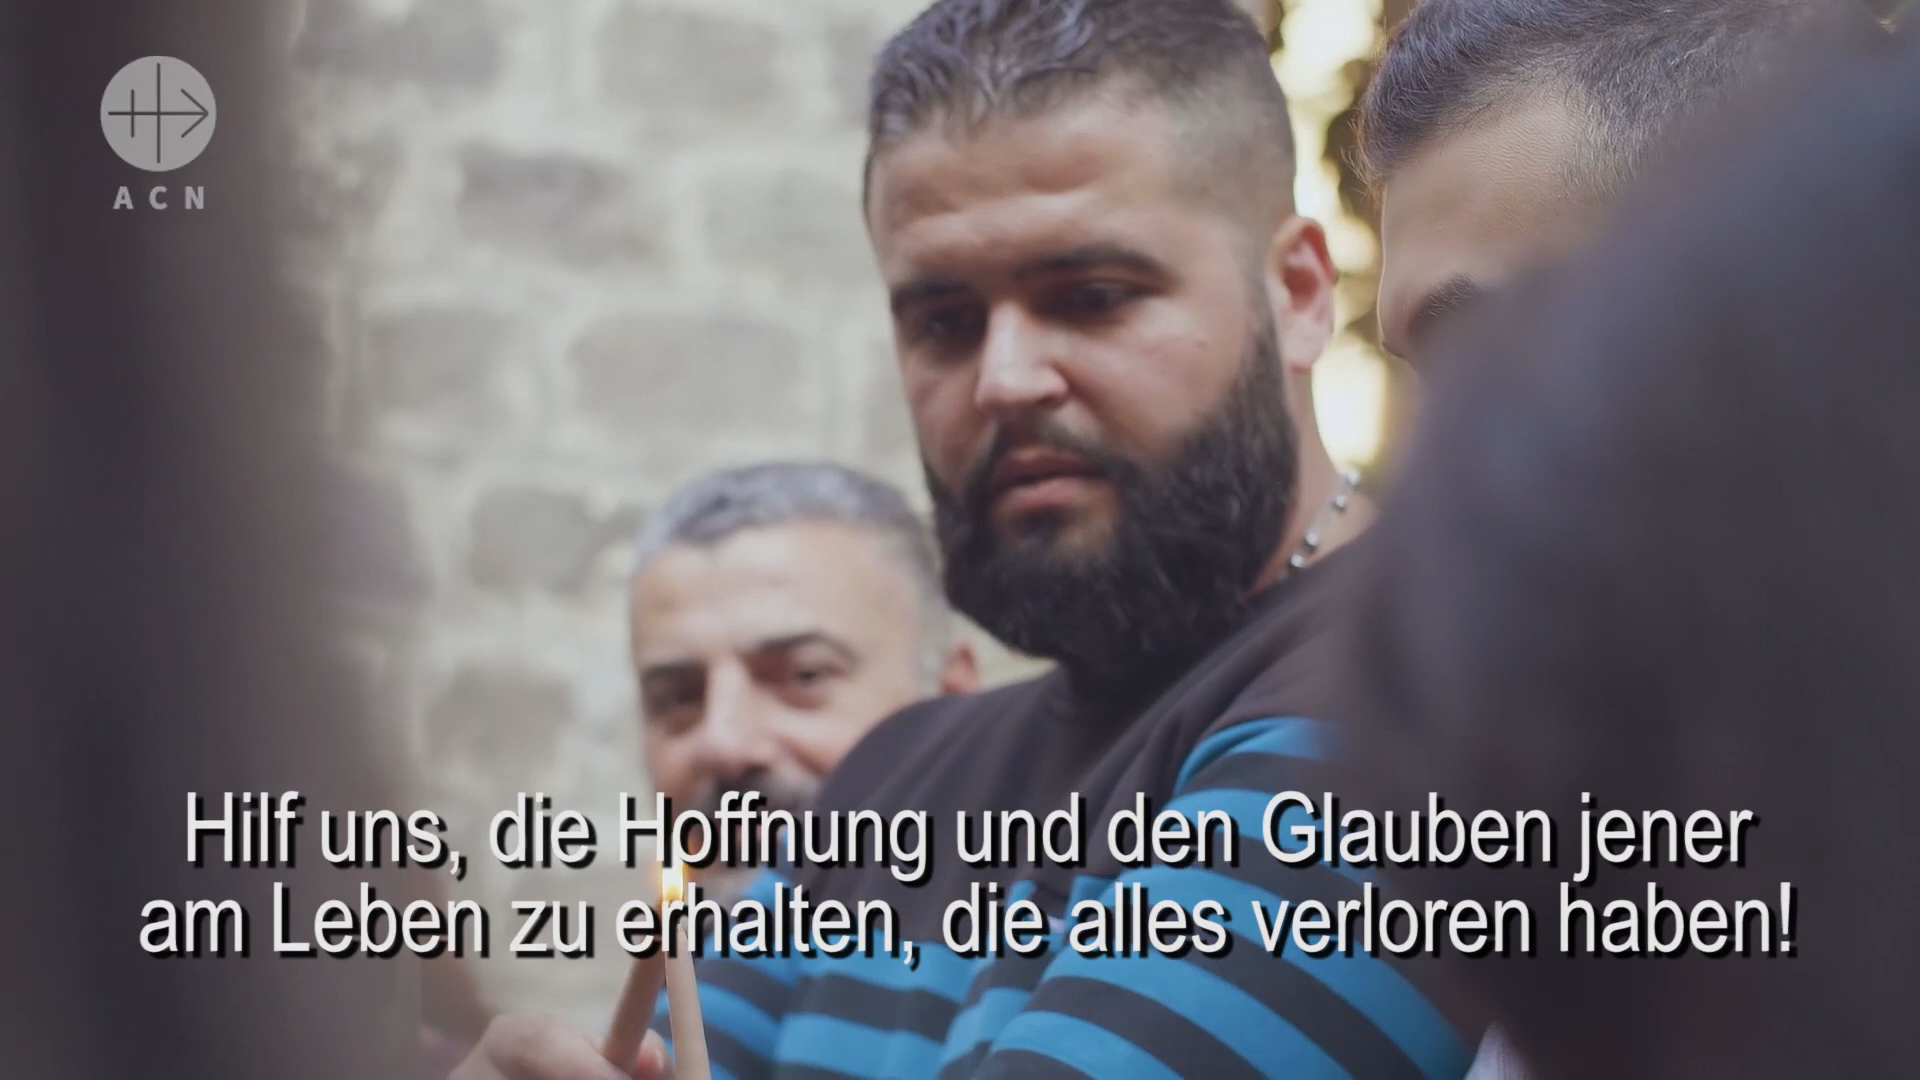 ACN
Hilf uns, die Hoffnung und den Glauben jener
am Leben zu erhalten, die alles verloren haben!